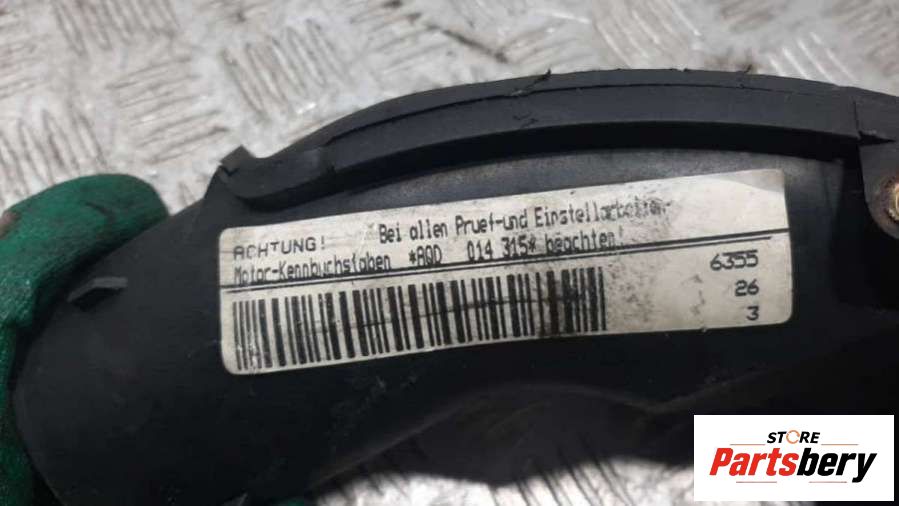 ACHTUNG! Bei allen Pruef-und Einstellarbeiten
Motor-Kennbuchstaben *AQD 014 315* beachten!
6355
26
3
STORE
Partsbery